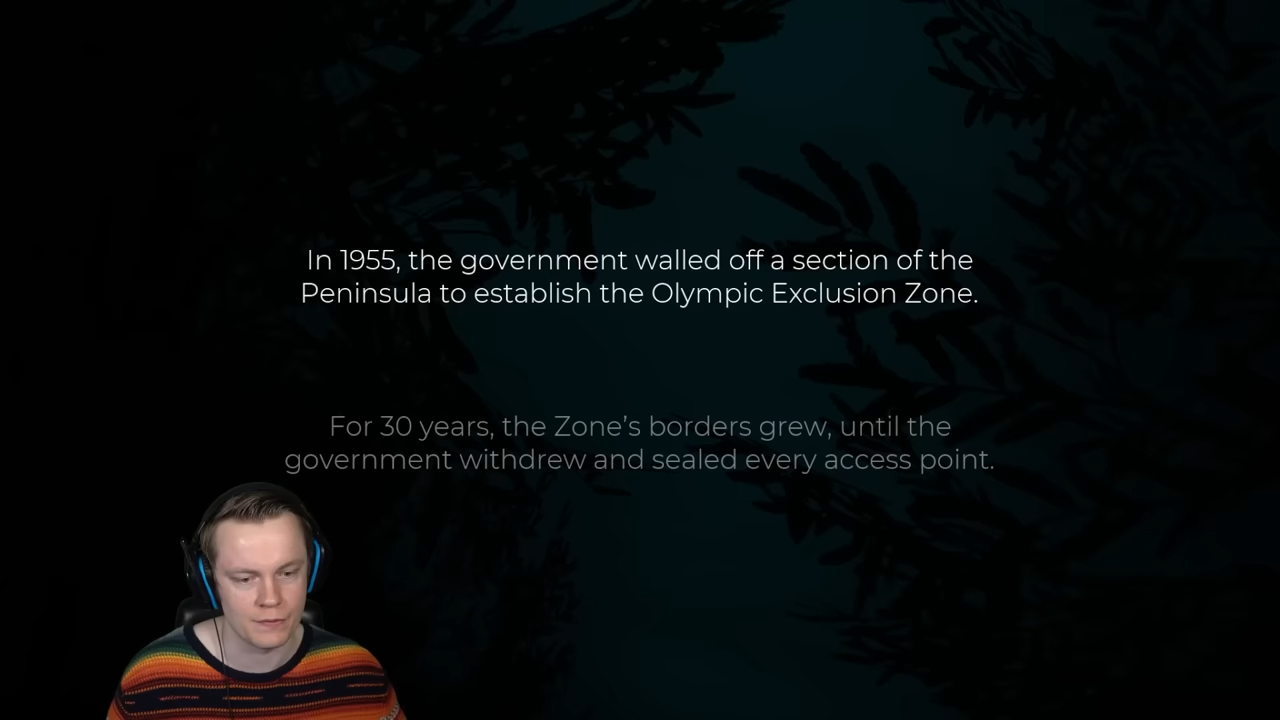 In 1955, the government walled off a section of the
Peninsula to establish the Olympic Exclusion Zone.
For 30 years, the Zone’s borders grew, until the
government withdrew and sealed every access point.